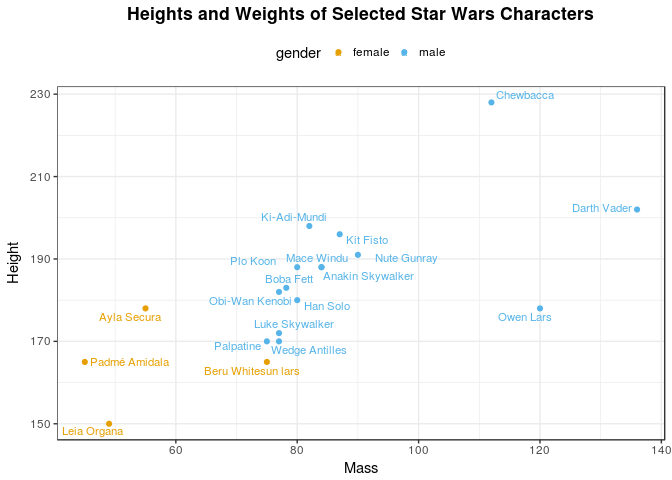 Heights and Weights of Selected Star Wars Characters
gender female male
230
Chewbacca
210
Darth Vader
Ki-Adi-Mundi
Kit Fisto
190
Plo Koon Mace Windu Nute Gunray
Boba Fett Anakin Skywalker
Obi-Wan Kenobi Han Solo
Ayla Secura Luke Skywalker Owen Lars
170
Palpatine Wedge Antilles
Padmé Amidala
Beru Whitesun lars
150
Leia Organa
Height
60 80 100 120 140
Mass